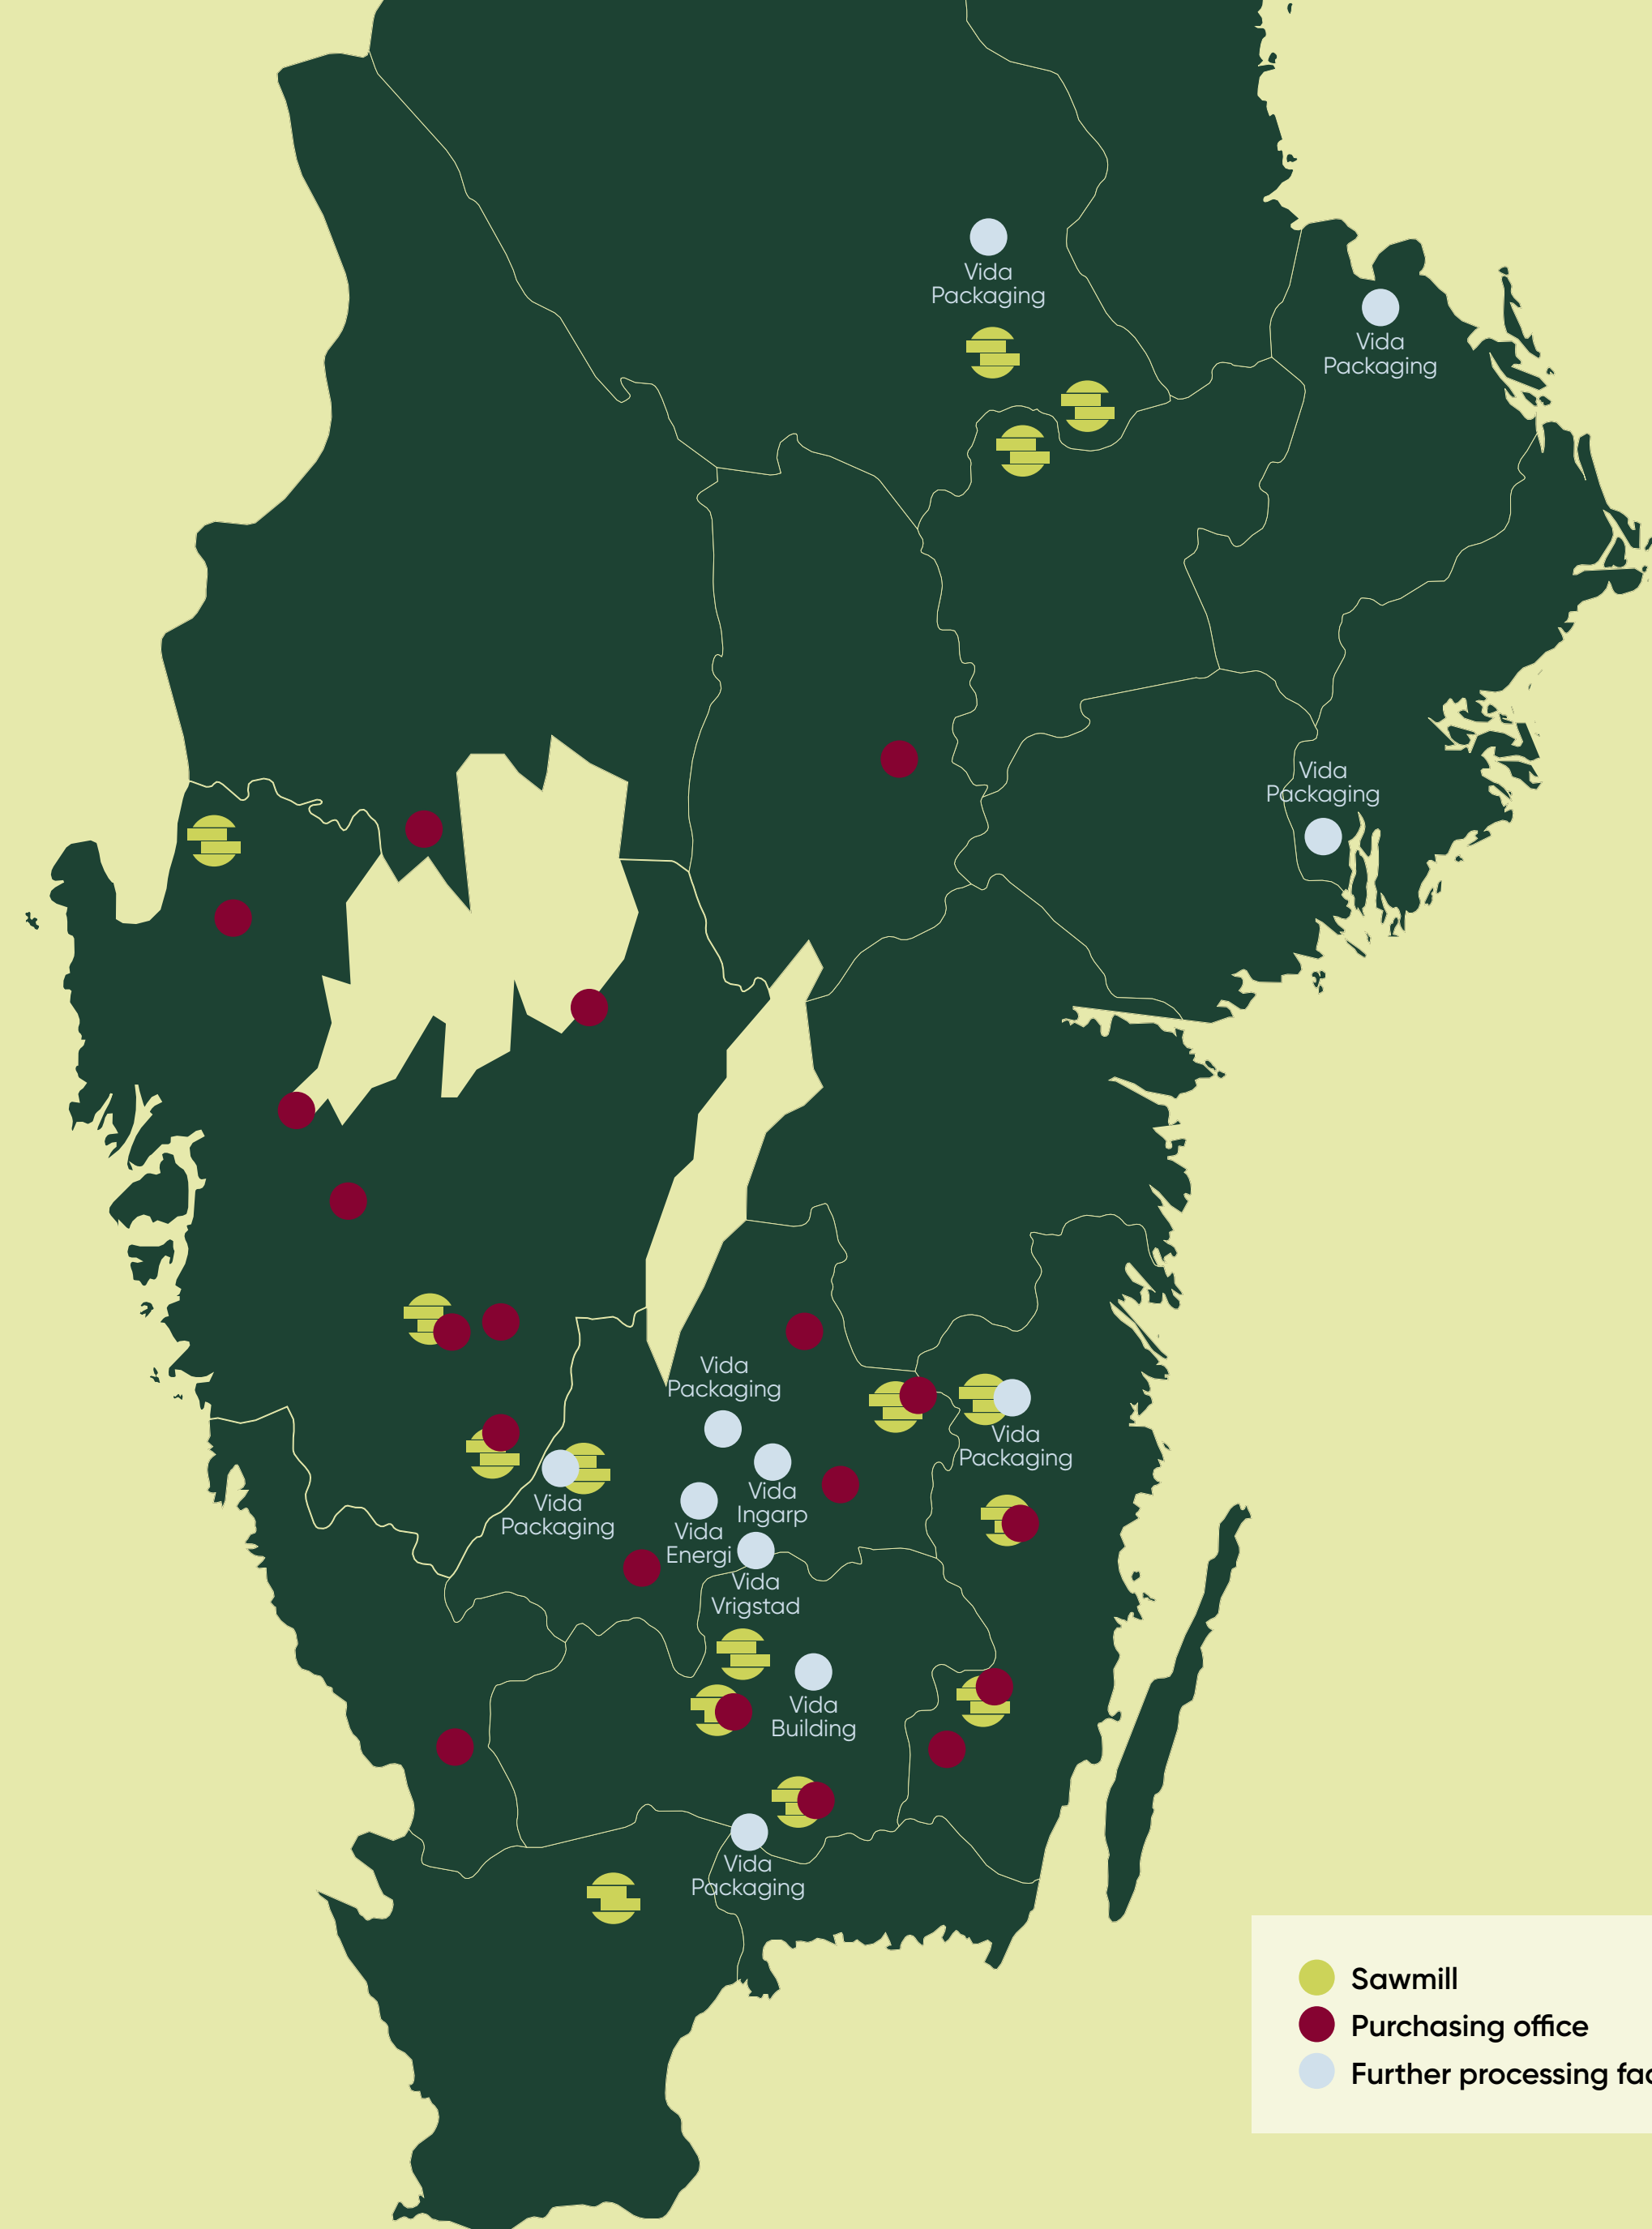 Vida
Packaging
Vida
Packaging
Vida
Packaging
Vida
Packaging
Vida
Packaging
Vida
Ingarp
Vida
Packaging
Vida
Energi
Vida
Vrigstad
Vida
Building
Vida
Packaging
Sawmill
Purchasing office
Further processing fac